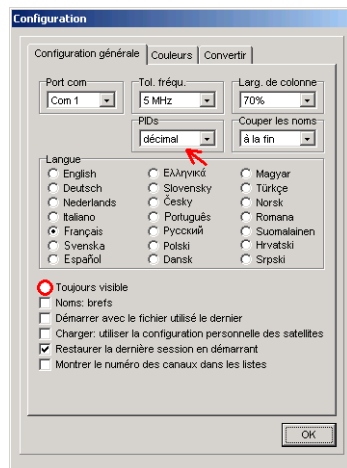 Configuration
Configuration générale Couleurs Convertir
Port com Tol. fréqu. Larg. de colonne
Com 1 5 MHz 70%
PIDs Couper les noms
décimal à la fin
Langue
English Ελληνικά Magyar
Deutsch Slovensky Türkçe
Nederlands Česky Norsk
Italiano Português Romana
Français Русский Suomalainen
Svenska Polski Hrvatski
Español Dansk Srpski
Toujours visible
Noms: brefs
Démarrer avec le fichier utilisé le dernier
Charger: utiliser la configuration personnelle des satellites
Restaurer la dernière session en démarrant
Montrer le numéro des canaux dans les listes
OK